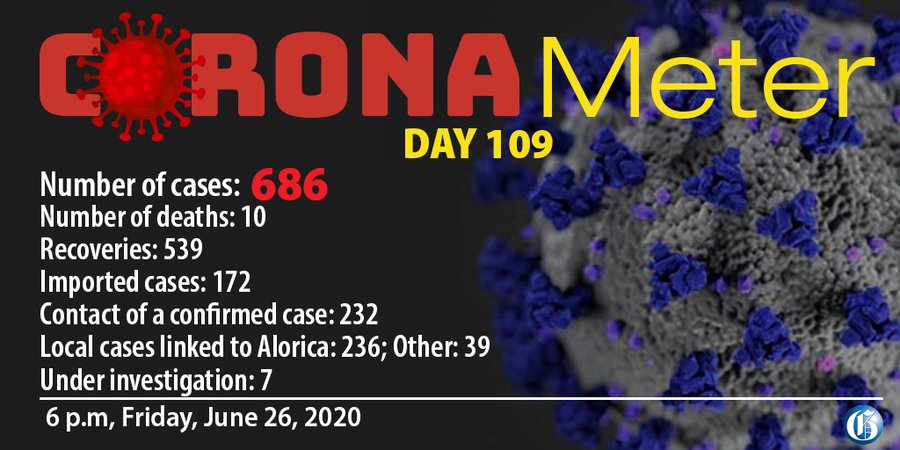 CORONA Meter
DAY 109
Number of cases: 686
Number of deaths: 10
Recoveries: 539
Imported cases: 172
Contact of a confirmed case: 232
Local cases linked to Alorica: 236; Other: 39
Under investigation: 7
6 p.m, Friday, June 26, 2020
G